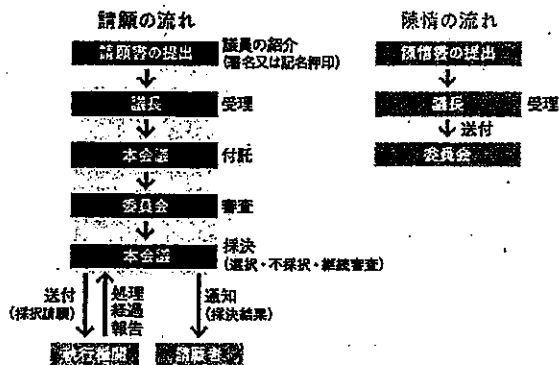 請願の流れ
請願書の提出
議員の紹介
(署名又は記名押印)
議長
受理
本会議
付託
委員会
審査
本会議
採決
(選択・不採択・継続審査)
送付
(採択請願)
処理
経過
報告
通知
(採決結果)
執行機関
請願者
陳情の流れ
陳情書の提出
議長
受理
送付
委員会